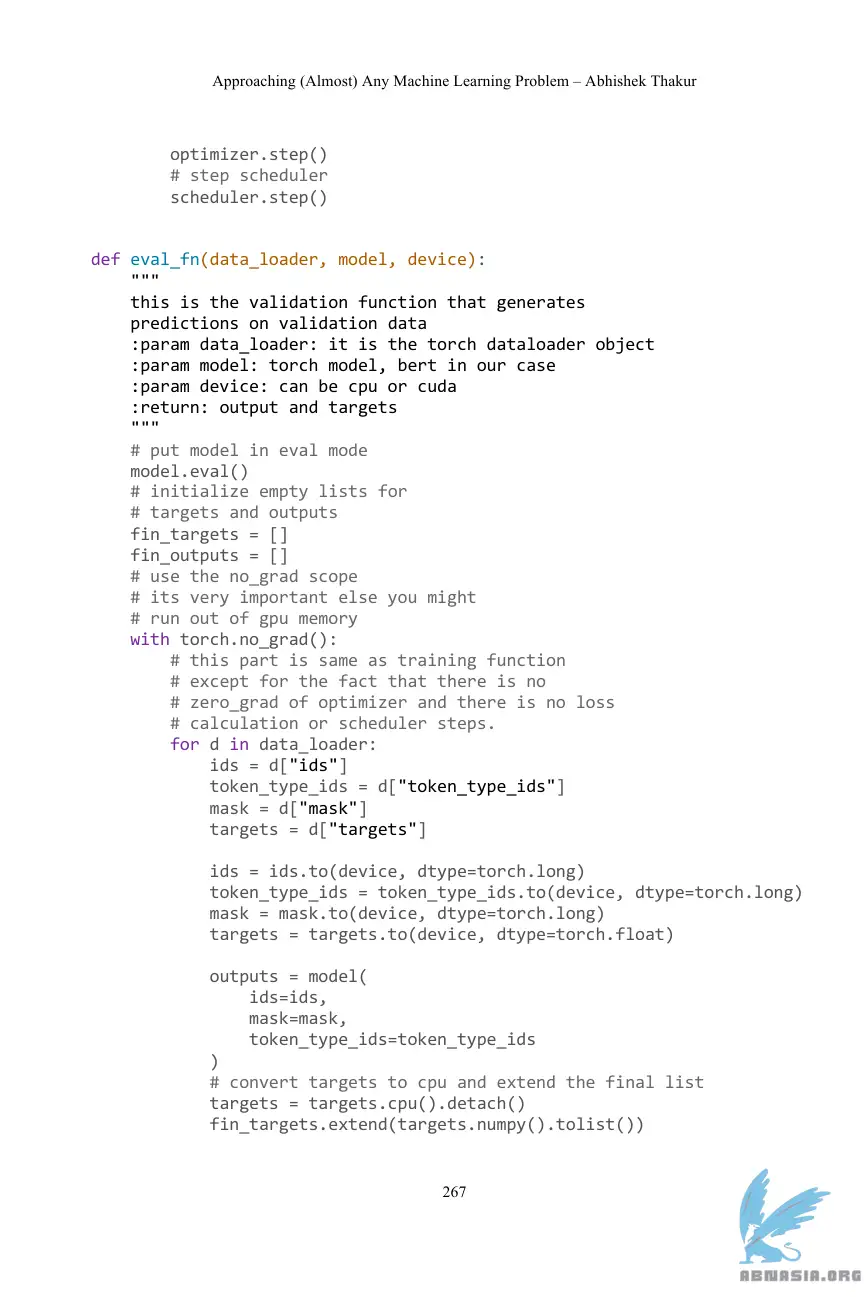 Approaching (Almost) Any Machine Learning Problem – Abhishek Thakur
        optimizer.step()
        # step scheduler
        scheduler.step()
def eval_fn(data_loader, model, device):
    """
    this is the validation function that generates
    predictions on validation data
    :param data_loader: it is the torch dataloader object
    :param model: torch model, bert in our case
    :param device: can be cpu or cuda
    :return: output and targets
    """
    # put model in eval mode
    model.eval()
    # initialize empty lists for
    # targets and outputs
    fin_targets = []
    fin_outputs = []
    # use the no_grad scope
    # its very important else you might
    # run out of gpu memory
    with torch.no_grad():
        # this part is same as training function
        # except for the fact that there is no
        # zero_grad of optimizer and there is no loss
        # calculation or scheduler steps.
        for d in data_loader:
            ids = d["ids"]
            token_type_ids = d["token_type_ids"]
            mask = d["mask"]
            targets = d["targets"]
            ids = ids.to(device, dtype=torch.long)
            token_type_ids = token_type_ids.to(device, dtype=torch.long)
            mask = mask.to(device, dtype=torch.long)
            targets = targets.to(device, dtype=torch.float)
            outputs = model(
                ids=ids,
                mask=mask,
                token_type_ids=token_type_ids
            )
            # convert targets to cpu and extend the final list
            targets = targets.cpu().detach()
            fin_targets.extend(targets.numpy().tolist())
267
ABNASIA.ORG